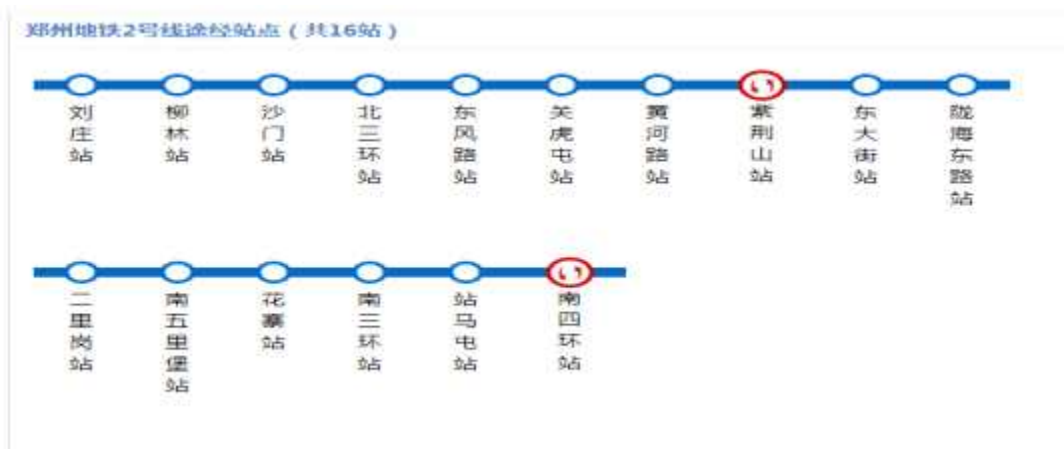 郑州地铁2号线途经站点（共16站）
刘庄站
柳林站
沙门站
北三环站
东风路站
关虎屯站
黄河路站
紫荆山站
东大街站
陇海东路站
二里岗站
南五里堡站
花寨站
南三环站
站马屯站
南四环站